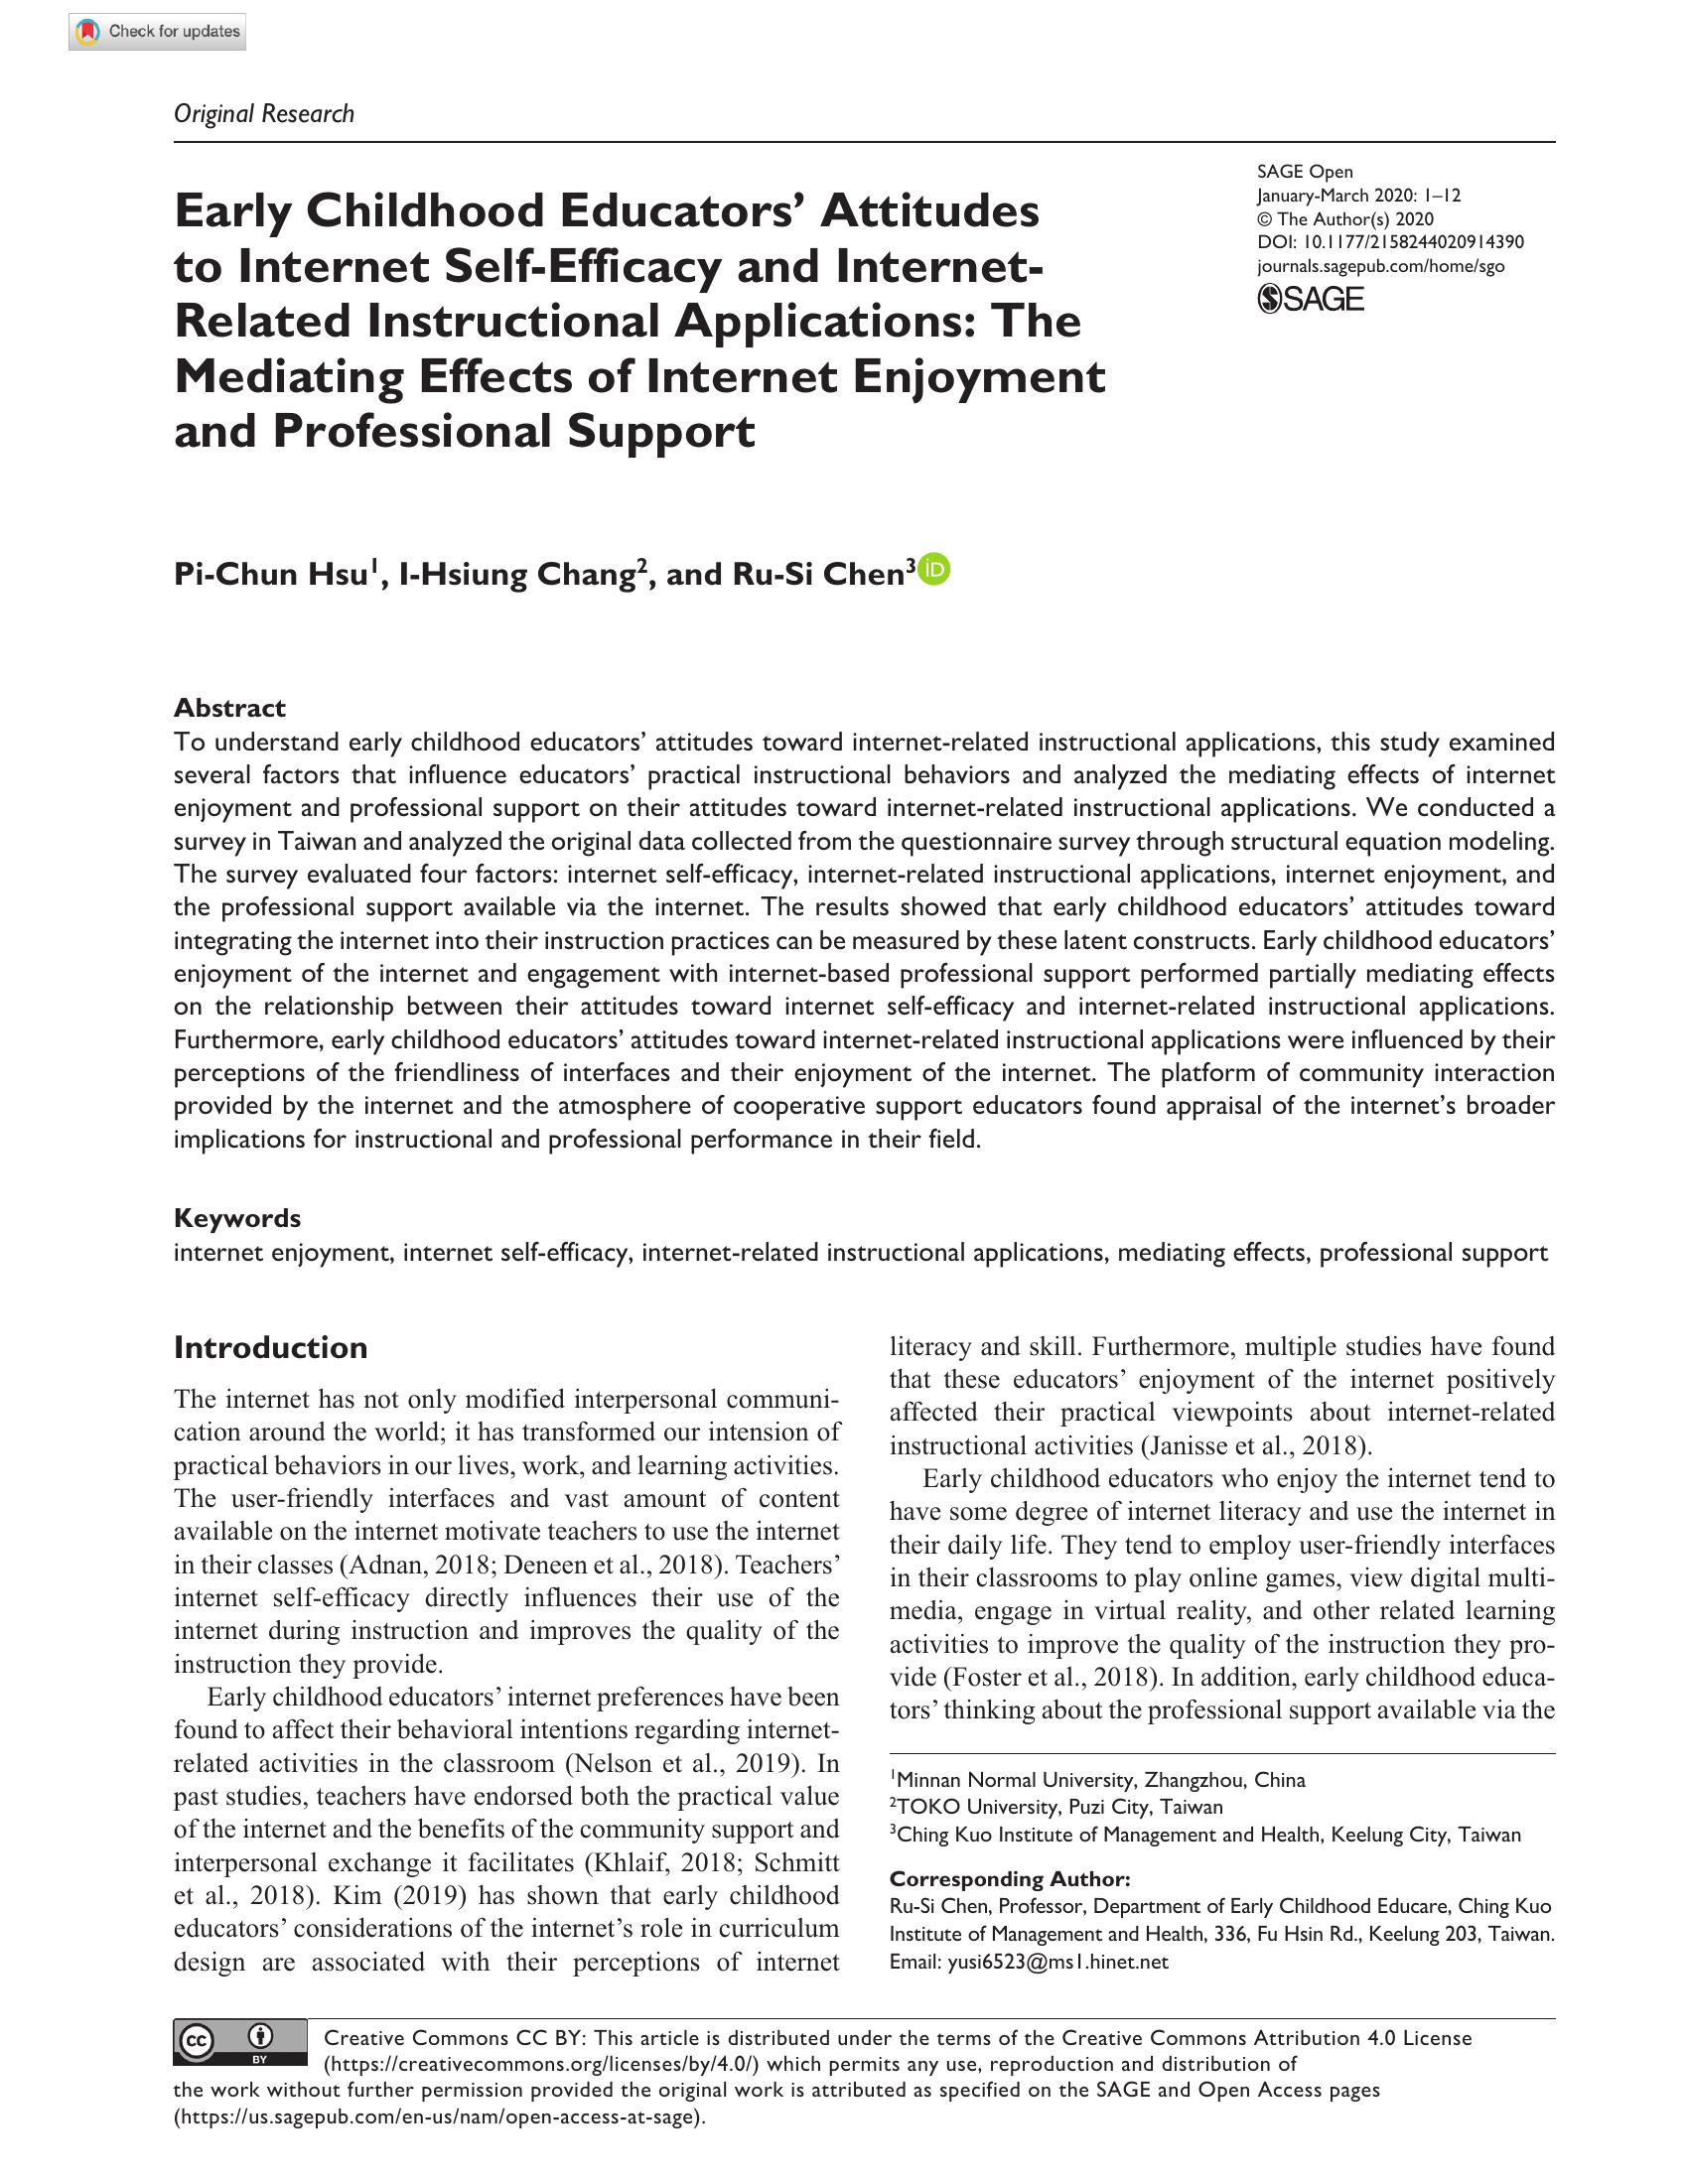 Check for updates
Original Research
SAGE Open
January-March 2020: 1–12
© The Author(s) 2020
DOI: 10.1177/2158244020914390
journals.sagepub.com/home/sgo
SAGE
Early Childhood Educators’ Attitudes
to Internet Self-Efficacy and Internet-
Related Instructional Applications: The
Mediating Effects of Internet Enjoyment
and Professional Support
Pi-Chun Hsu1, I-Hsiung Chang2, and Ru-Si Chen3 iD
Abstract
To understand early childhood educators’ attitudes toward internet-related instructional applications, this study examined
several factors that influence educators’ practical instructional behaviors and analyzed the mediating effects of internet
enjoyment and professional support on their attitudes toward internet-related instructional applications. We conducted a
survey in Taiwan and analyzed the original data collected from the questionnaire survey through structural equation modeling.
The survey evaluated four factors: internet self-efficacy, internet-related instructional applications, internet enjoyment, and
the professional support available via the internet. The results showed that early childhood educators’ attitudes toward
integrating the internet into their instruction practices can be measured by these latent constructs. Early childhood educators’
enjoyment of the internet and engagement with internet-based professional support performed partially mediating effects
on the relationship between their attitudes toward internet self-efficacy and internet-related instructional applications.
Furthermore, early childhood educators’ attitudes toward internet-related instructional applications were influenced by their
perceptions of the friendliness of interfaces and their enjoyment of the internet. The platform of community interaction
provided by the internet and the atmosphere of cooperative support educators found appraisal of the internet’s broader
implications for instructional and professional performance in their field.
Keywords
internet enjoyment, internet self-efficacy, internet-related instructional applications, mediating effects, professional support
Introduction
The internet has not only modified interpersonal communi-
cation around the world; it has transformed our intension of
practical behaviors in our lives, work, and learning activities.
The user-friendly interfaces and vast amount of content
available on the internet motivate teachers to use the internet
in their classes (Adnan, 2018; Deneen et al., 2018). Teachers’
internet self-efficacy directly influences their use of the
internet during instruction and improves the quality of the
instruction they provide.
Early childhood educators’ internet preferences have been
found to affect their behavioral intentions regarding internet-
related activities in the classroom (Nelson et al., 2019). In
past studies, teachers have endorsed both the practical value
of the internet and the benefits of the community support and
interpersonal exchange it facilitates (Khlaif, 2018; Schmitt
et al., 2018). Kim (2019) has shown that early childhood
educators’ considerations of the internet’s role in curriculum
design are associated with their perceptions of internet
literacy and skill. Furthermore, multiple studies have found
that these educators’ enjoyment of the internet positively
affected their practical viewpoints about internet-related
instructional activities (Janisse et al., 2018).
Early childhood educators who enjoy the internet tend to
have some degree of internet literacy and use the internet in
their daily life. They tend to employ user-friendly interfaces
in their classrooms to play online games, view digital multi-
media, engage in virtual reality, and other related learning
activities to improve the quality of the instruction they pro-
vide (Foster et al., 2018). In addition, early childhood educa-
tors’ thinking about the professional support available via the
1Minnan Normal University, Zhangzhou, China
2TOKO University, Puzi City, Taiwan
3Ching Kuo Institute of Management and Health, Keelung City, Taiwan
Corresponding Author:
Ru-Si Chen, Professor, Department of Early Childhood Educare, Ching Kuo
Institute of Management and Health, 336, Fu Hsin Rd., Keelung 203, Taiwan.
Email: yusi6523@ms1.hinet.net
CC BY
Creative Commons CC BY: This article is distributed under the terms of the Creative Commons Attribution 4.0 License
(https://creativecommons.org/licenses/by/4.0/) which permits any use, reproduction and distribution of
the work without further permission provided the original work is attributed as specified on the SAGE and Open Access pages
(https://us.sagepub.com/en-us/nam/open-access-at-sage).